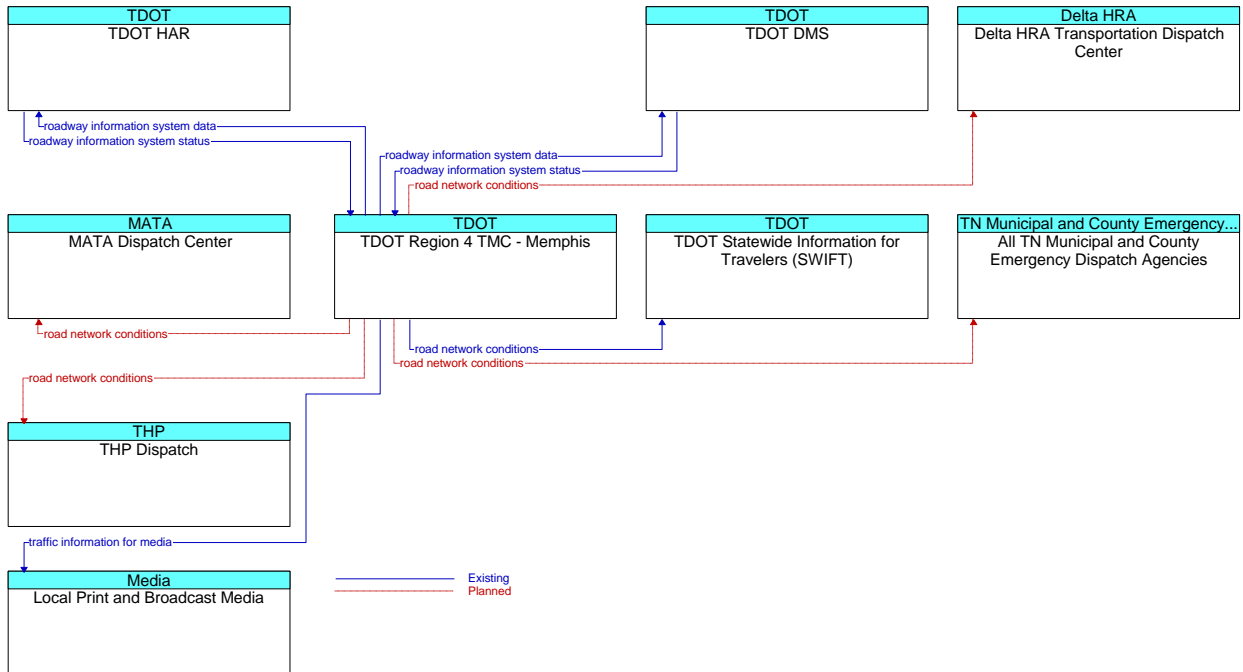 TDOT
TDOT HAR
TDOT
TDOT DMS
Delta HRA
Delta HRA Transportation Dispatch
Center
roadway information system data
roadway information system status
roadway information system data
roadway information system status
road network conditions
MATA
MATA Dispatch Center
TDOT
TDOT Region 4 TMC - Memphis
TDOT
TDOT Statewide Information for
Travelers (SWIFT)
TN Municipal and County Emergency...
All TN Municipal and County
Emergency Dispatch Agencies
road network conditions
road network conditions
road network conditions
road network conditions
THP
THP Dispatch
traffic information for media
Media
Local Print and Broadcast Media
Existing
Planned